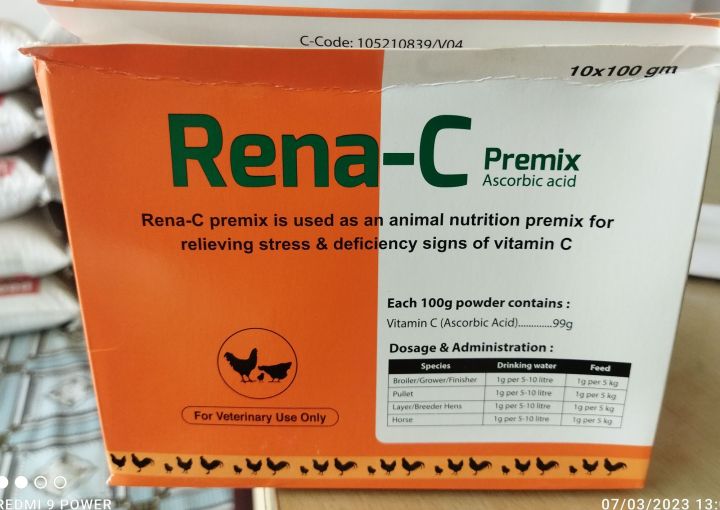 C-Code: 105210839/V04
10x100 gm
Rena-C Premix
Ascorbic acid
Rena-C premix is used as an animal nutrition premix for
relieving stress & deficiency signs of vitamin C
Each 100g powder contains :
Vitamin C (Ascorbic Acid).............99g
Dosage & Administration :
Species Drinking water Feed
Broiler/Grower/Finisher 1g per 5-10 litre 1g per 5 kg
Pullet 1g per 5-10 litre 1g per 5 kg
Layer/Breeder Hens 1g per 5-10 litre 1g per 5 kg
Horse 1g per 5-10 litre 1g per 5 kg
For Veterinary Use Only
REDMI 9 POWER
07/03/2023 13: